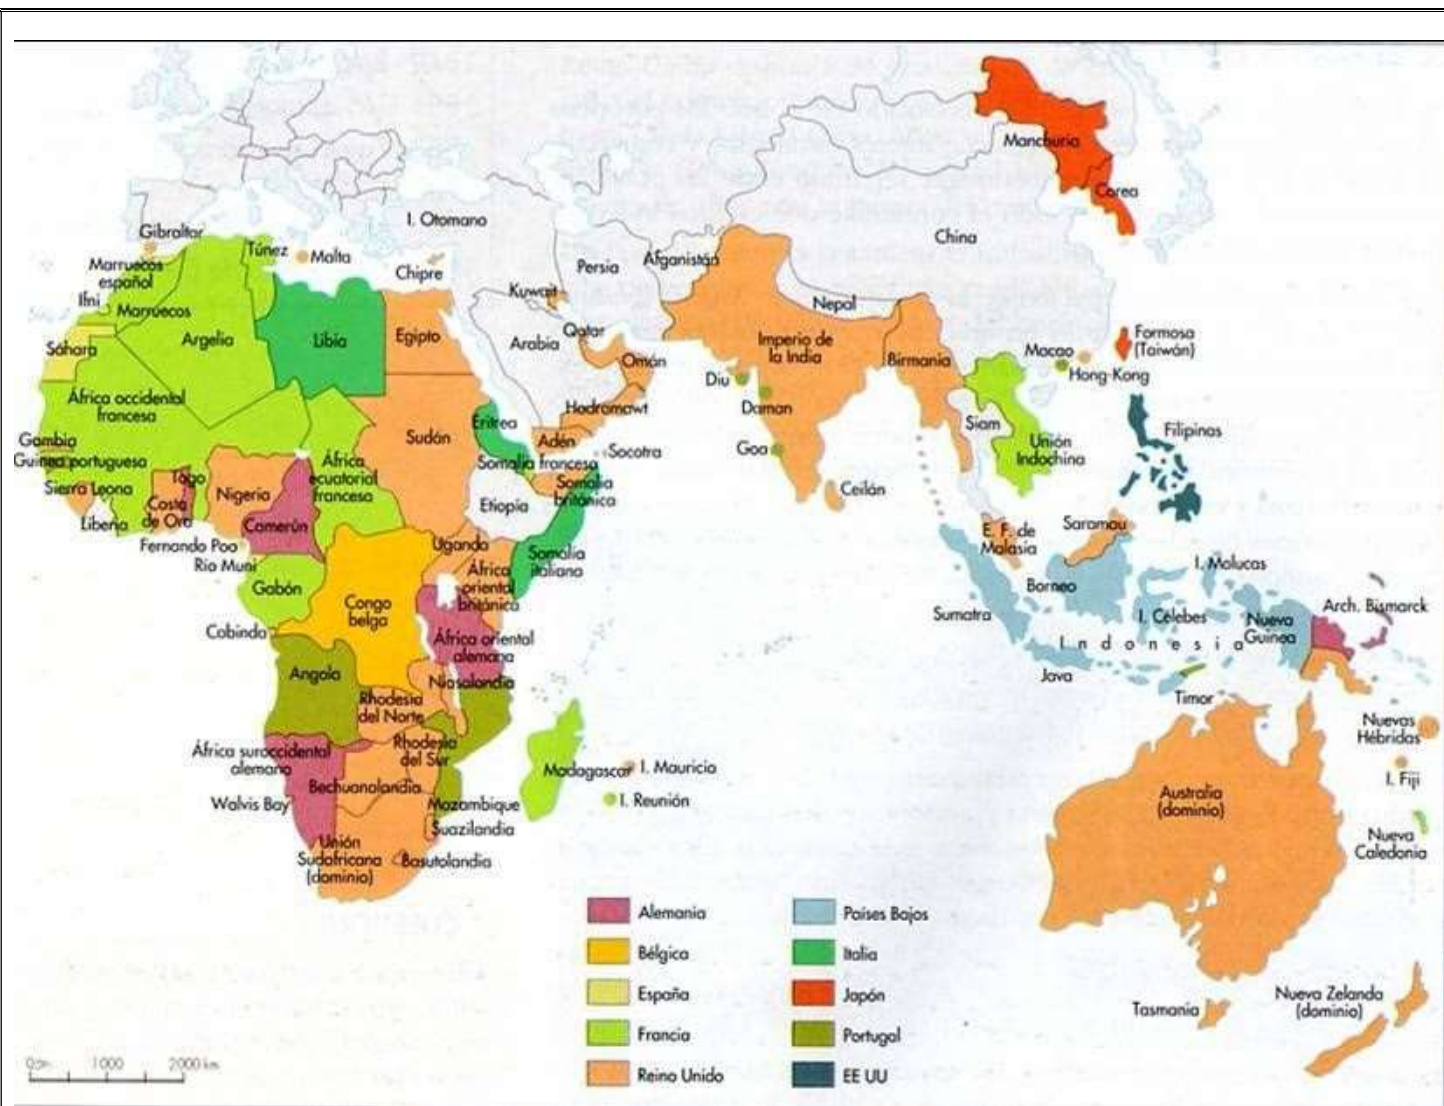 Manchuria
Corea
I. Otomano
Gibraltar
China
Túnez
Malta
Afganistán
Persia
Marruecos
español
Chipre
Kuwait
Nepal
Ifni
Marruecos
Qatar
Formosa
(Taiwán)
Argelia
Libia
Egipto
Arabia
Imperio de
la India
Macao
Sáhara
Omán
Birmania
Hong-Kong
Diu
África occidental
francesa
Hadramawt
Daman
Eritrea
Siam
Filipinas
Gambia
Sudón
Adén
Socotra
Goa
Unión
Indochina
Guinea portuguesa
África
ecuatorial
francesa
Somalia francesa
Togo
Sierra Leona
Nigeria
Somalia
británica
Ceilán
Costa
de Oro
Etiopía
Liberia
Camerún
Saramau
E. F. de
Malasia
Fernando Poo
Uganda
Somalia
italiana
Río Muni
I. Molucas
África
oriental
británica
Gabón
Borneo
Congo
belga
Arch. Bismarck
Sumatra
I. Célebes
Nueva
Guinea
Cabinda
África oriental
alemana
Indonesia
Angola
Java
Niasalandia
Timor
Rhodesia
del Norte
Nuevas
Hébridas
África suroccidental
alemana
Rhodesia
del Sur
Madagascar
I. Mauricio
I. Fiji
Bechuanalandia
Australia
(dominio)
Walvis Bay
Mozambique
I. Reunión
Suazilandia
Nueva
Caledonia
Unión
Sudafricana
(dominio)
Basutolandia
Alemania
Países Bajos
Bélgica
Italia
España
Japón
Nueva Zelanda
(dominio)
Tasmania
Francia
Portugal
1000
2000 km
Reino Unido
EE UU